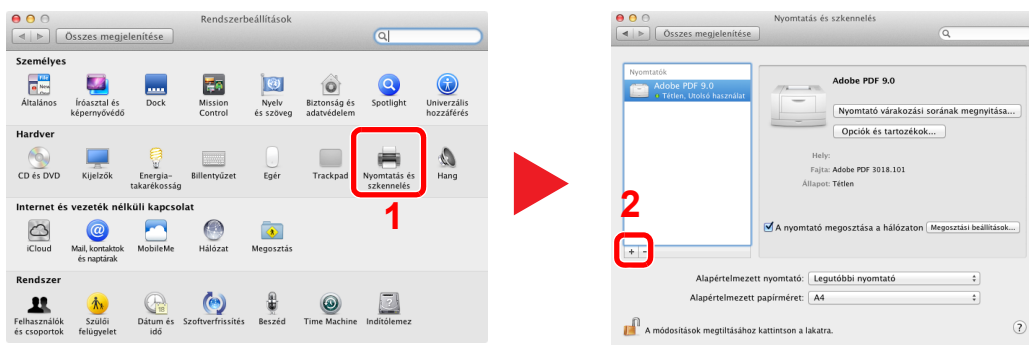 Rendszerbeállítások
Összes megjelenítése
Személyes
Általános
Íróasztal és képernyővédő
Dock
Mission Control
Nyelv és szöveg
Biztonság és adatvédelem
Spotlight
Univerzális hozzáférés
Hardver
CD és DVD
Kijelzők
Energia-takarékosság
Billentyűzet
Egér
Trackpad
Nyomtatás és szkennelés
Hang
1
Internet és vezeték nélküli kapcsolat
iCloud
Mail, kontaktok és naptárak
MobileMe
Hálózat
Megosztás
Rendszer
Felhasználók és csoportok
Szülői felügyelet
Dátum és idő
Szoftverfrissítés
Beszéd
Time Machine
Indítólemez
Nyomtatás és szkennelés
Összes megjelenítése
Nyomtatók
Adobe PDF 9.0
Tétlen, Utolsó használat
Adobe PDF 9.0
Nyomtató várakozási sorának megnyitása...
Opciók és tartozékok...
Hely:
Fajta: Adobe PDF 3018.101
Állapot: Tétlen
2
A nyomtató megosztása a hálózaton
Megosztási beállítások...
+ -
Alapértelmezett nyomtató: Legutóbbi nyomtató
Alapértelmezett papírméret: A4
A módosítások megtiltásához kattintson a lakatra.
?